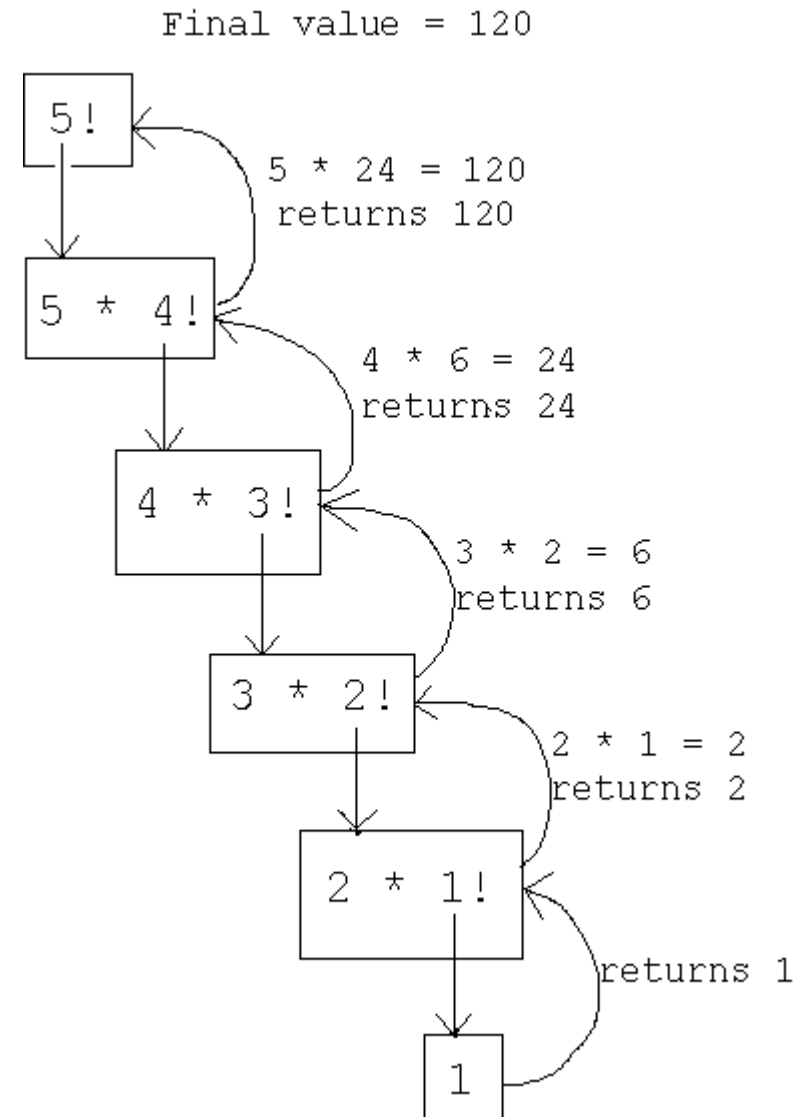 Final value = 120
5!
5 * 24 = 120
returns 120
5 * 4!
4 * 6 = 24
returns 24
4 * 3!
3 * 2 = 6
returns 6
3 * 2!
2 * 1 = 2
returns 2
2 * 1!
returns 1
1